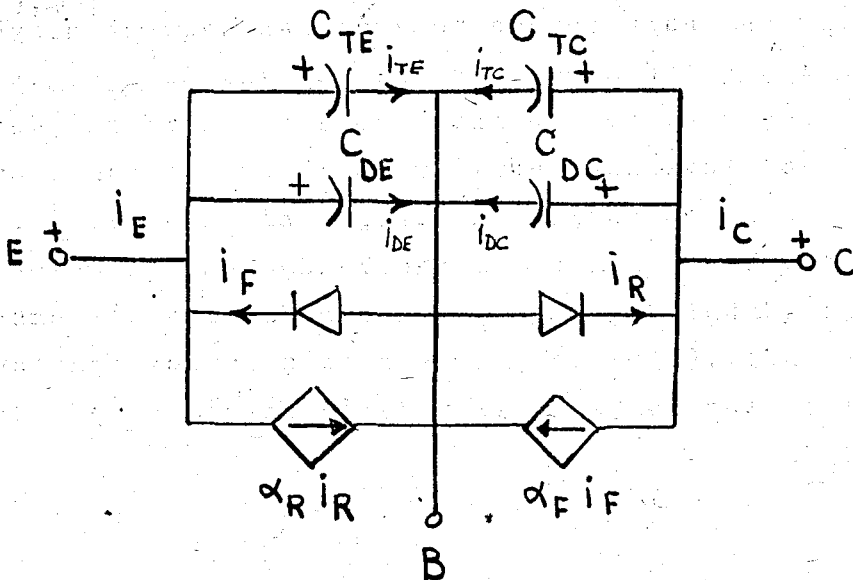 C_TE C_TC
+ i_TE i_TC +
C_DE C_DC
+ +
i_E i_C
i_DE i_DC
E + + C
i_F i_R
α_R i_R α_F i_F
B